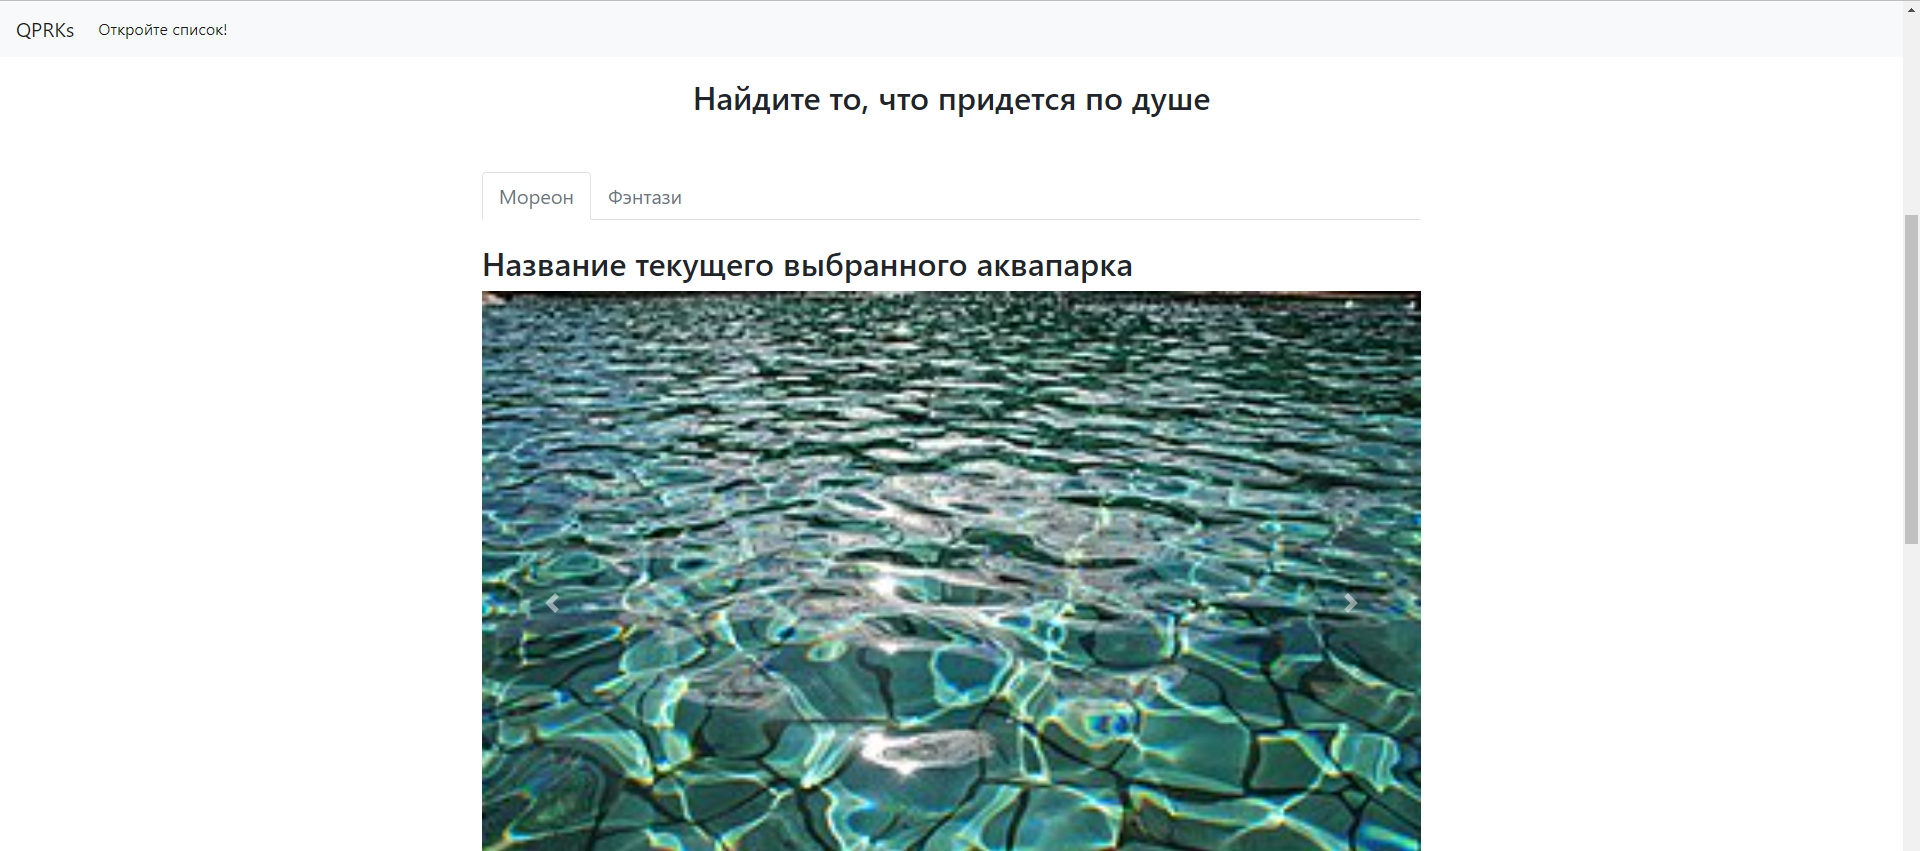 QPRKs Откройте список!
Найдите то, что придется по душе
Мореон Фэнтази
Название текущего выбранного аквапарка